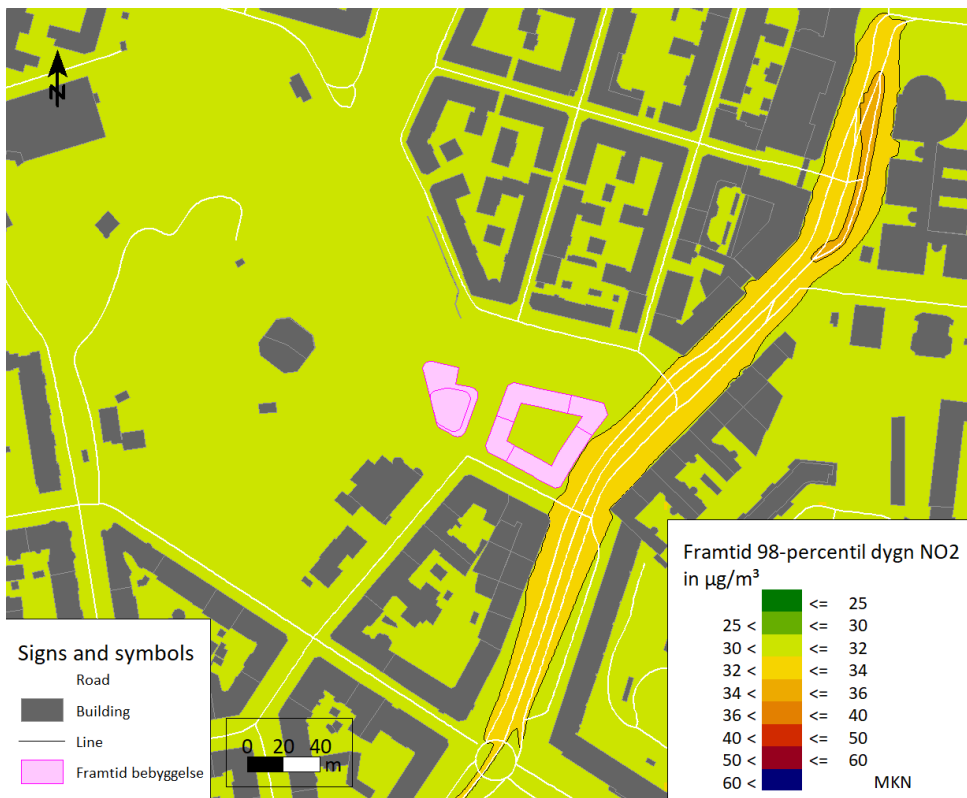 N
Signs and symbols
Road
Building
Line
Framtid bebyggelse
0 20 40
m
Framtid 98-percentil dygn NO2
in µg/m³
<= 25
25 < <= 30
30 < <= 32
32 < <= 34
34 < <= 36
36 < <= 40
40 < <= 50
50 < <= 60
60 < MKN